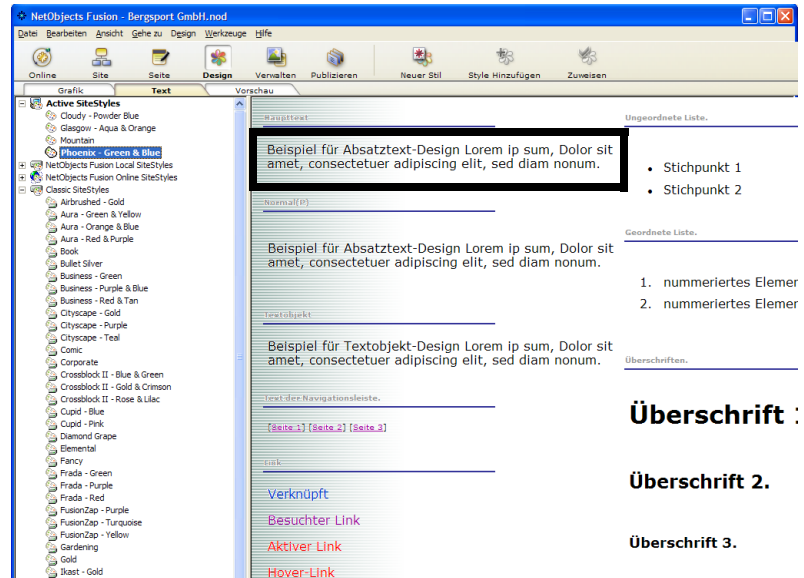 NetObjects Fusion - Bergsport GmbH.nod
Datei Bearbeiten Ansicht Gehe zu Design Werkzeuge Hilfe
Online Site Seite Design Verwalten Publizieren Neuer Stil Style Hinzufügen Zuweisen
Grafik Text Vorschau
Active SiteStyles
Cloudy - Powder Blue
Glasgow - Aqua & Orange
Mountain
Phoenix - Green & Blue
NetObjects Fusion Local SiteStyles
NetObjects Fusion Online SiteStyles
Classic SiteStyles
Airbrushed - Gold
Aura - Green & Yellow
Aura - Orange & Blue
Aura - Red & Purple
Book
Bullet Silver
Business - Green
Business - Purple & Blue
Business - Red & Tan
Cityscape - Gold
Cityscape - Purple
Cityscape - Teal
Comic
Corporate
Crossblock II - Blue & Green
Crossblock II - Gold & Crimson
Crossblock II - Rose & Lilac
Cupid - Blue
Cupid - Pink
Diamond Grape
Elemental
Fancy
Frada - Green
Frada - Purple
Frada - Red
FusionZap - Purple
FusionZap - Turquoise
FusionZap - Yellow
Gardening
Gold
Ikast - Gold
Haupttext
Beispiel für Absatztext-Design Lorem ip sum, Dolor sit
amet, consectetuer adipiscing elit, sed diam nonum.
Normal(P)
Beispiel für Absatztext-Design Lorem ip sum, Dolor sit
amet, consectetuer adipiscing elit, sed diam nonum.
Textobjekt
Beispiel für Textobjekt-Design Lorem ip sum, Dolor sit
amet, consectetuer adipiscing elit, sed diam nonum.
Text der Navigationsleiste.
[Seite 1] [Seite 2] [Seite 3]
Link
Verknüpft
Besuchter Link
Aktiver Link
Hover-Link
Ungeordnete Liste.
• Stichpunkt 1
• Stichpunkt 2
Geordnete Liste.
1. nummeriertes Elemen
2. nummeriertes Elemen
Überschriften.
Überschrift 1
Überschrift 2.
Überschrift 3.